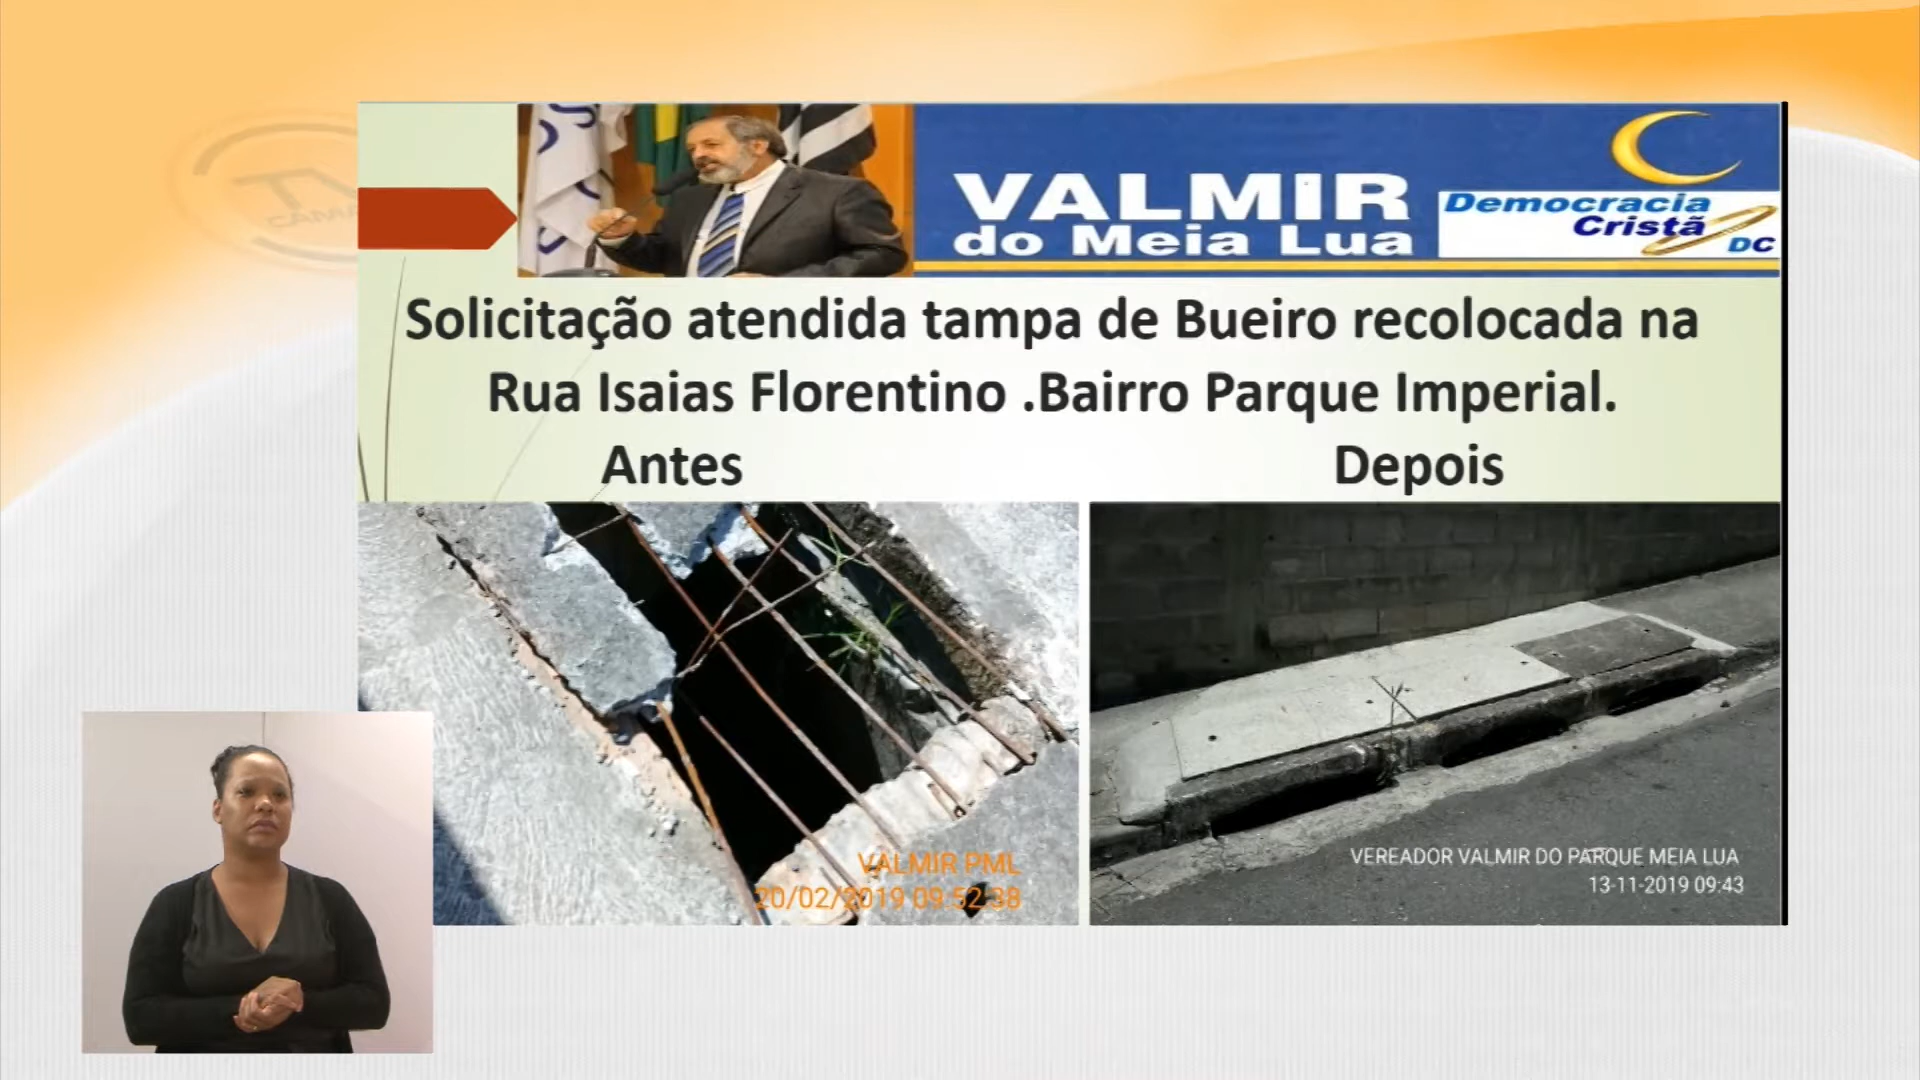 TV
CÂMA
VALMIR
do Meia Lua
Democracia
Cristã
DC
Solicitação atendida tampa de Bueiro recolocada na
Rua Isaias Florentino .Bairro Parque Imperial.
Antes
Depois
VALMIR PML
20/02/2019 09:52:38
VEREADOR VALMIR DO PARQUE MEIA LUA
13-11-2019 09:43